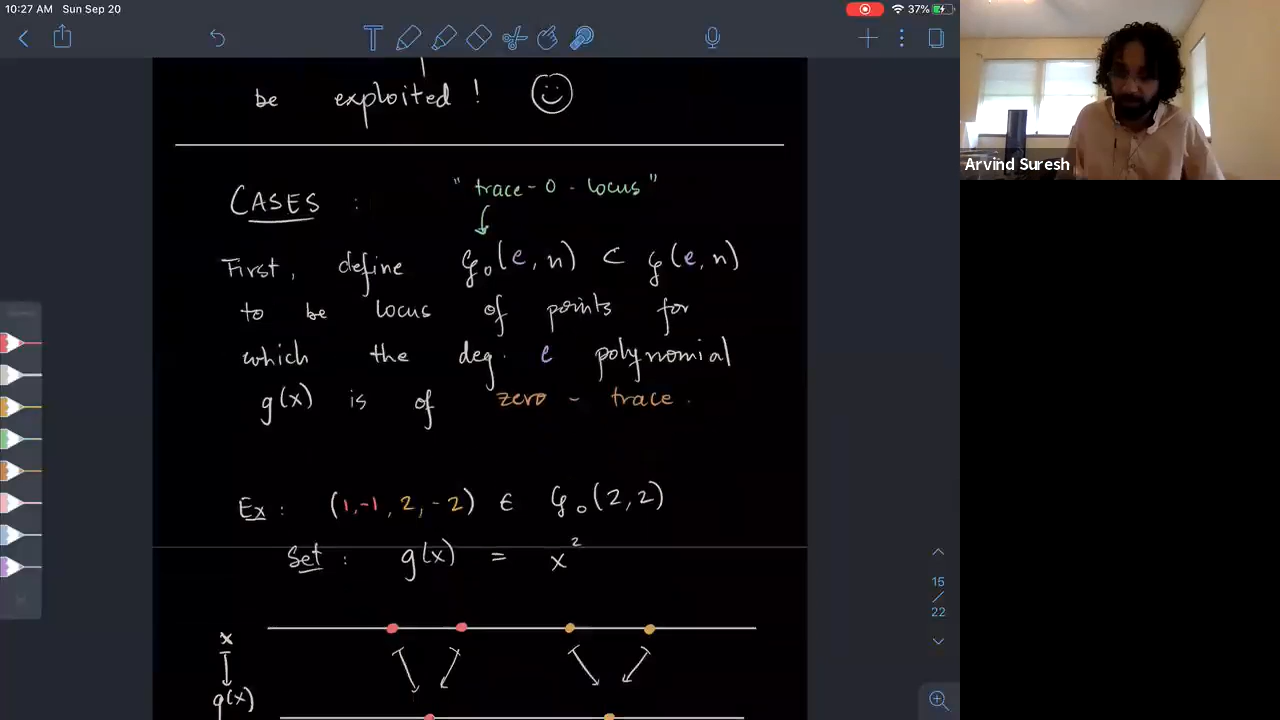 10:27 AM Sun Sep 20
37%
be exploited !
CASES :
"trace-0-locus"
First, define 𝒢₀(e, n) ⊂ 𝒢(e, n)
to be locus of points for
which the deg. e polynomial
g(x) is of zero - trace.
Ex : (1,-1, 2, -2) ∈ 𝒢₀(2, 2)
Set : g(x) = x²
x
g(x)
15
/
22
Arvind Suresh